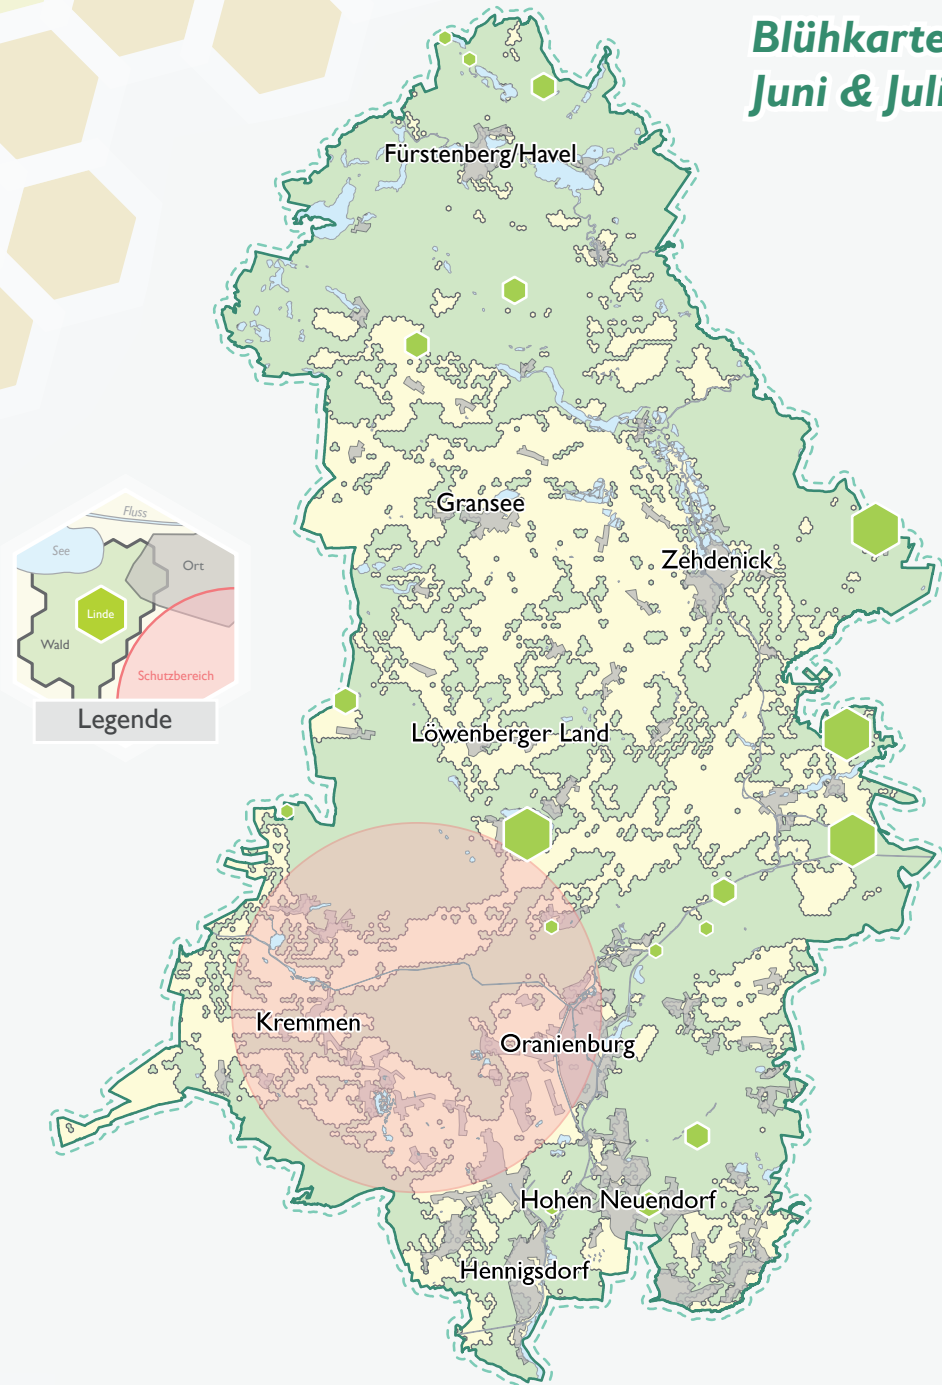 Blühkarte
Juni & Juli
Fürstenberg/Havel
Gransee
Zehdenick
Löwenberger Land
Kremmen
Oranienburg
Hohen Neuendorf
Hennigsdorf
Fluss
See
Ort
Linde
Wald
Schutzbereich
Legende